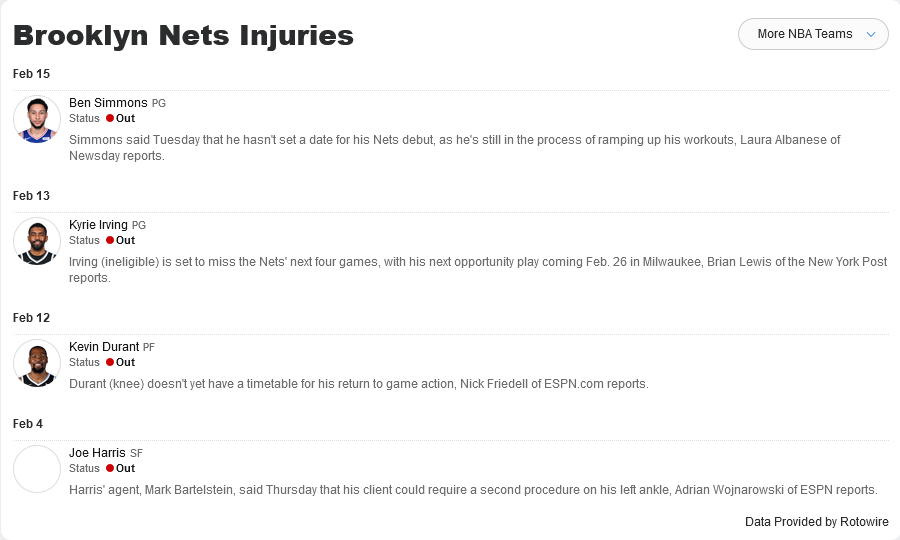 Brooklyn Nets Injuries
More NBA Teams
Feb 15
Ben Simmons PG
Status Out
Simmons said Tuesday that he hasn't set a date for his Nets debut, as he's still in the process of ramping up his workouts, Laura Albanese of
Newsday reports.
Feb 13
Kyrie Irving PG
Status Out
Irving (ineligible) is set to miss the Nets' next four games, with his next opportunity play coming Feb. 26 in Milwaukee, Brian Lewis of the New York Post
reports.
Feb 12
Kevin Durant PF
Status Out
Durant (knee) doesn't yet have a timetable for his return to game action, Nick Friedell of ESPN.com reports.
Feb 4
Joe Harris SF
Status Out
Harris' agent, Mark Bartelstein, said Thursday that his client could require a second procedure on his left ankle, Adrian Wojnarowski of ESPN reports.
Data Provided by Rotowire